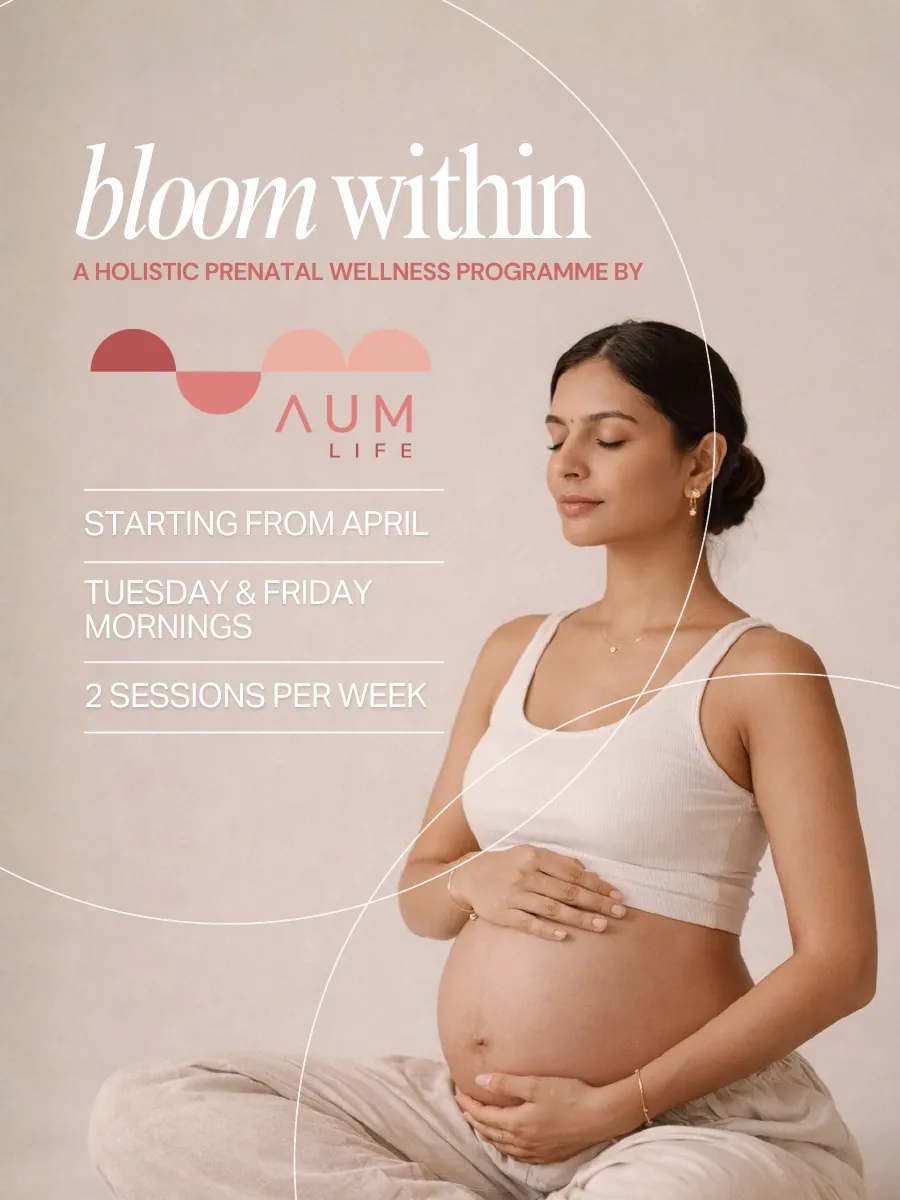 bloom within
A HOLISTIC PRENATAL WELLNESS PROGRAMME BY
AUM
LIFE
STARTING FROM APRIL
TUESDAY & FRIDAY
MORNINGS
2 SESSIONS PER WEEK